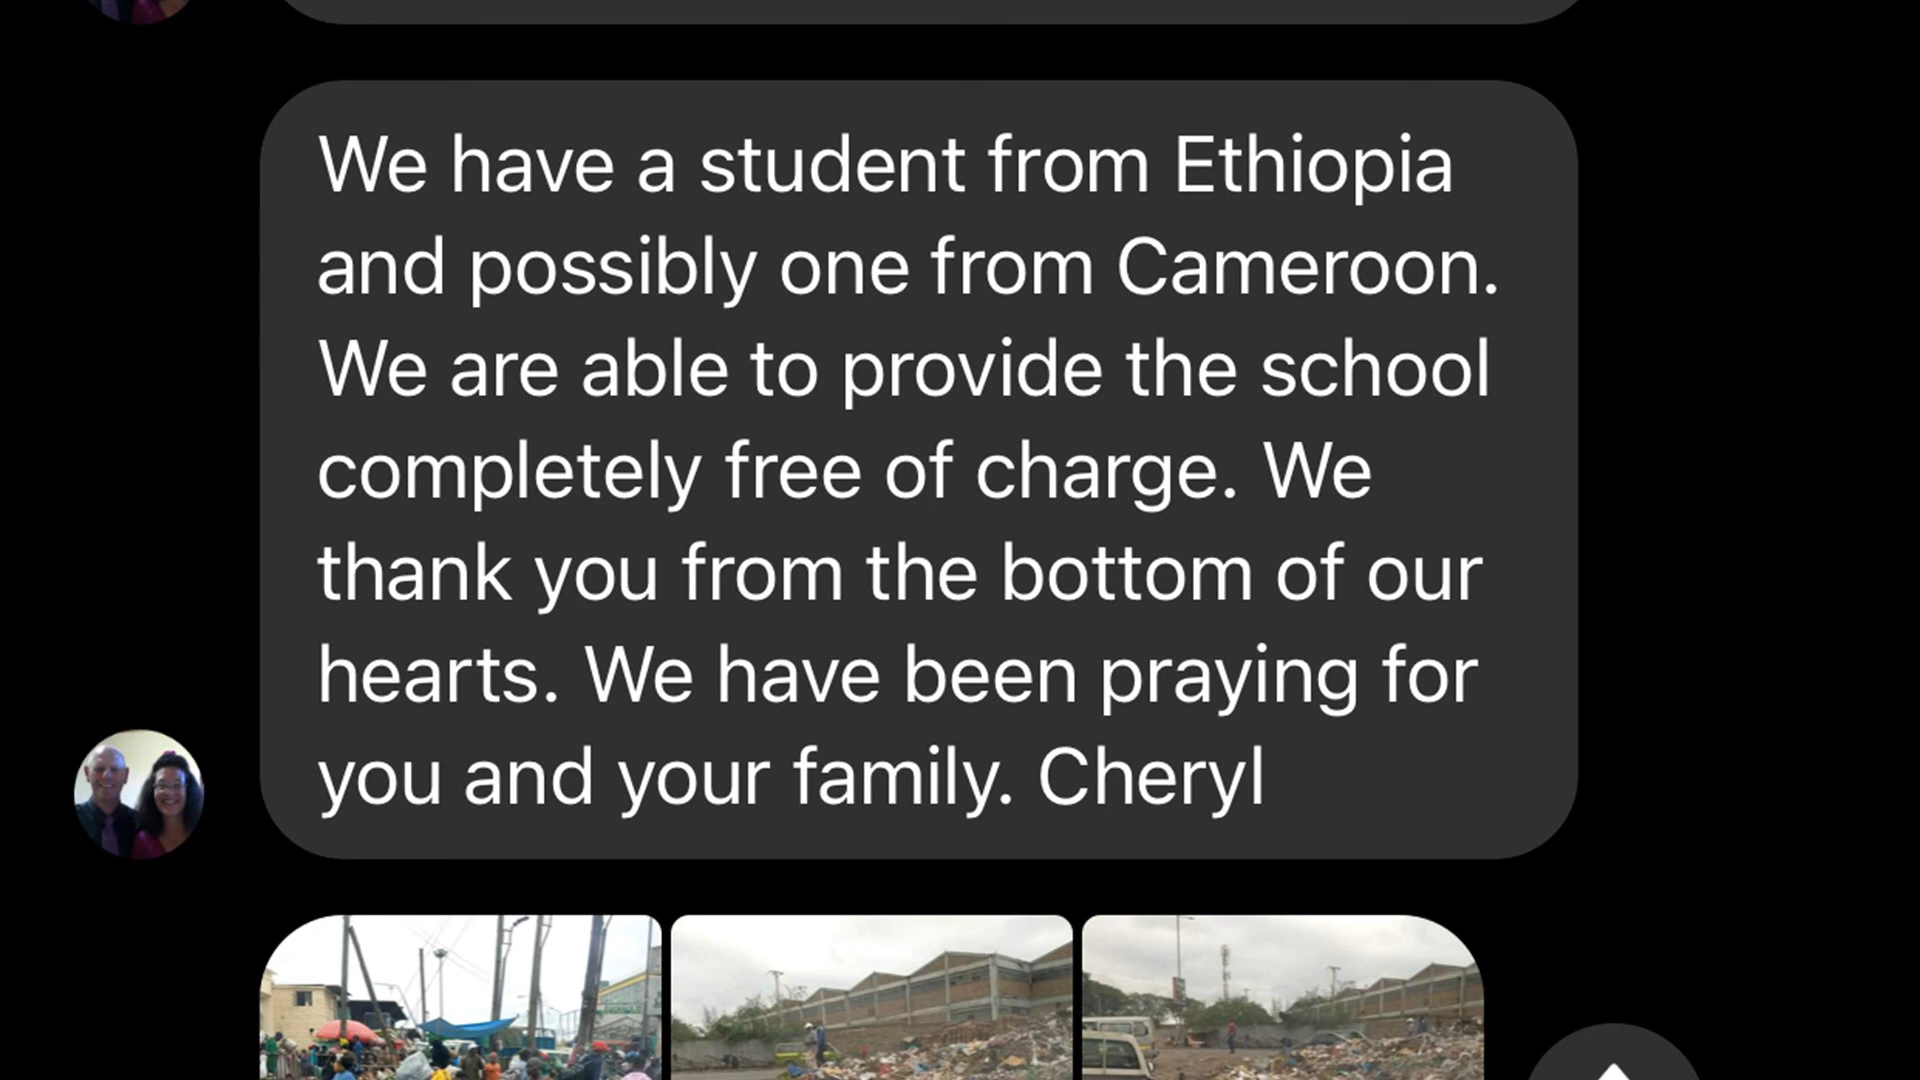 We have a student from Ethiopia
and possibly one from Cameroon.
We are able to provide the school
completely free of charge. We
thank you from the bottom of our
hearts. We have been praying for
you and your family. Cheryl